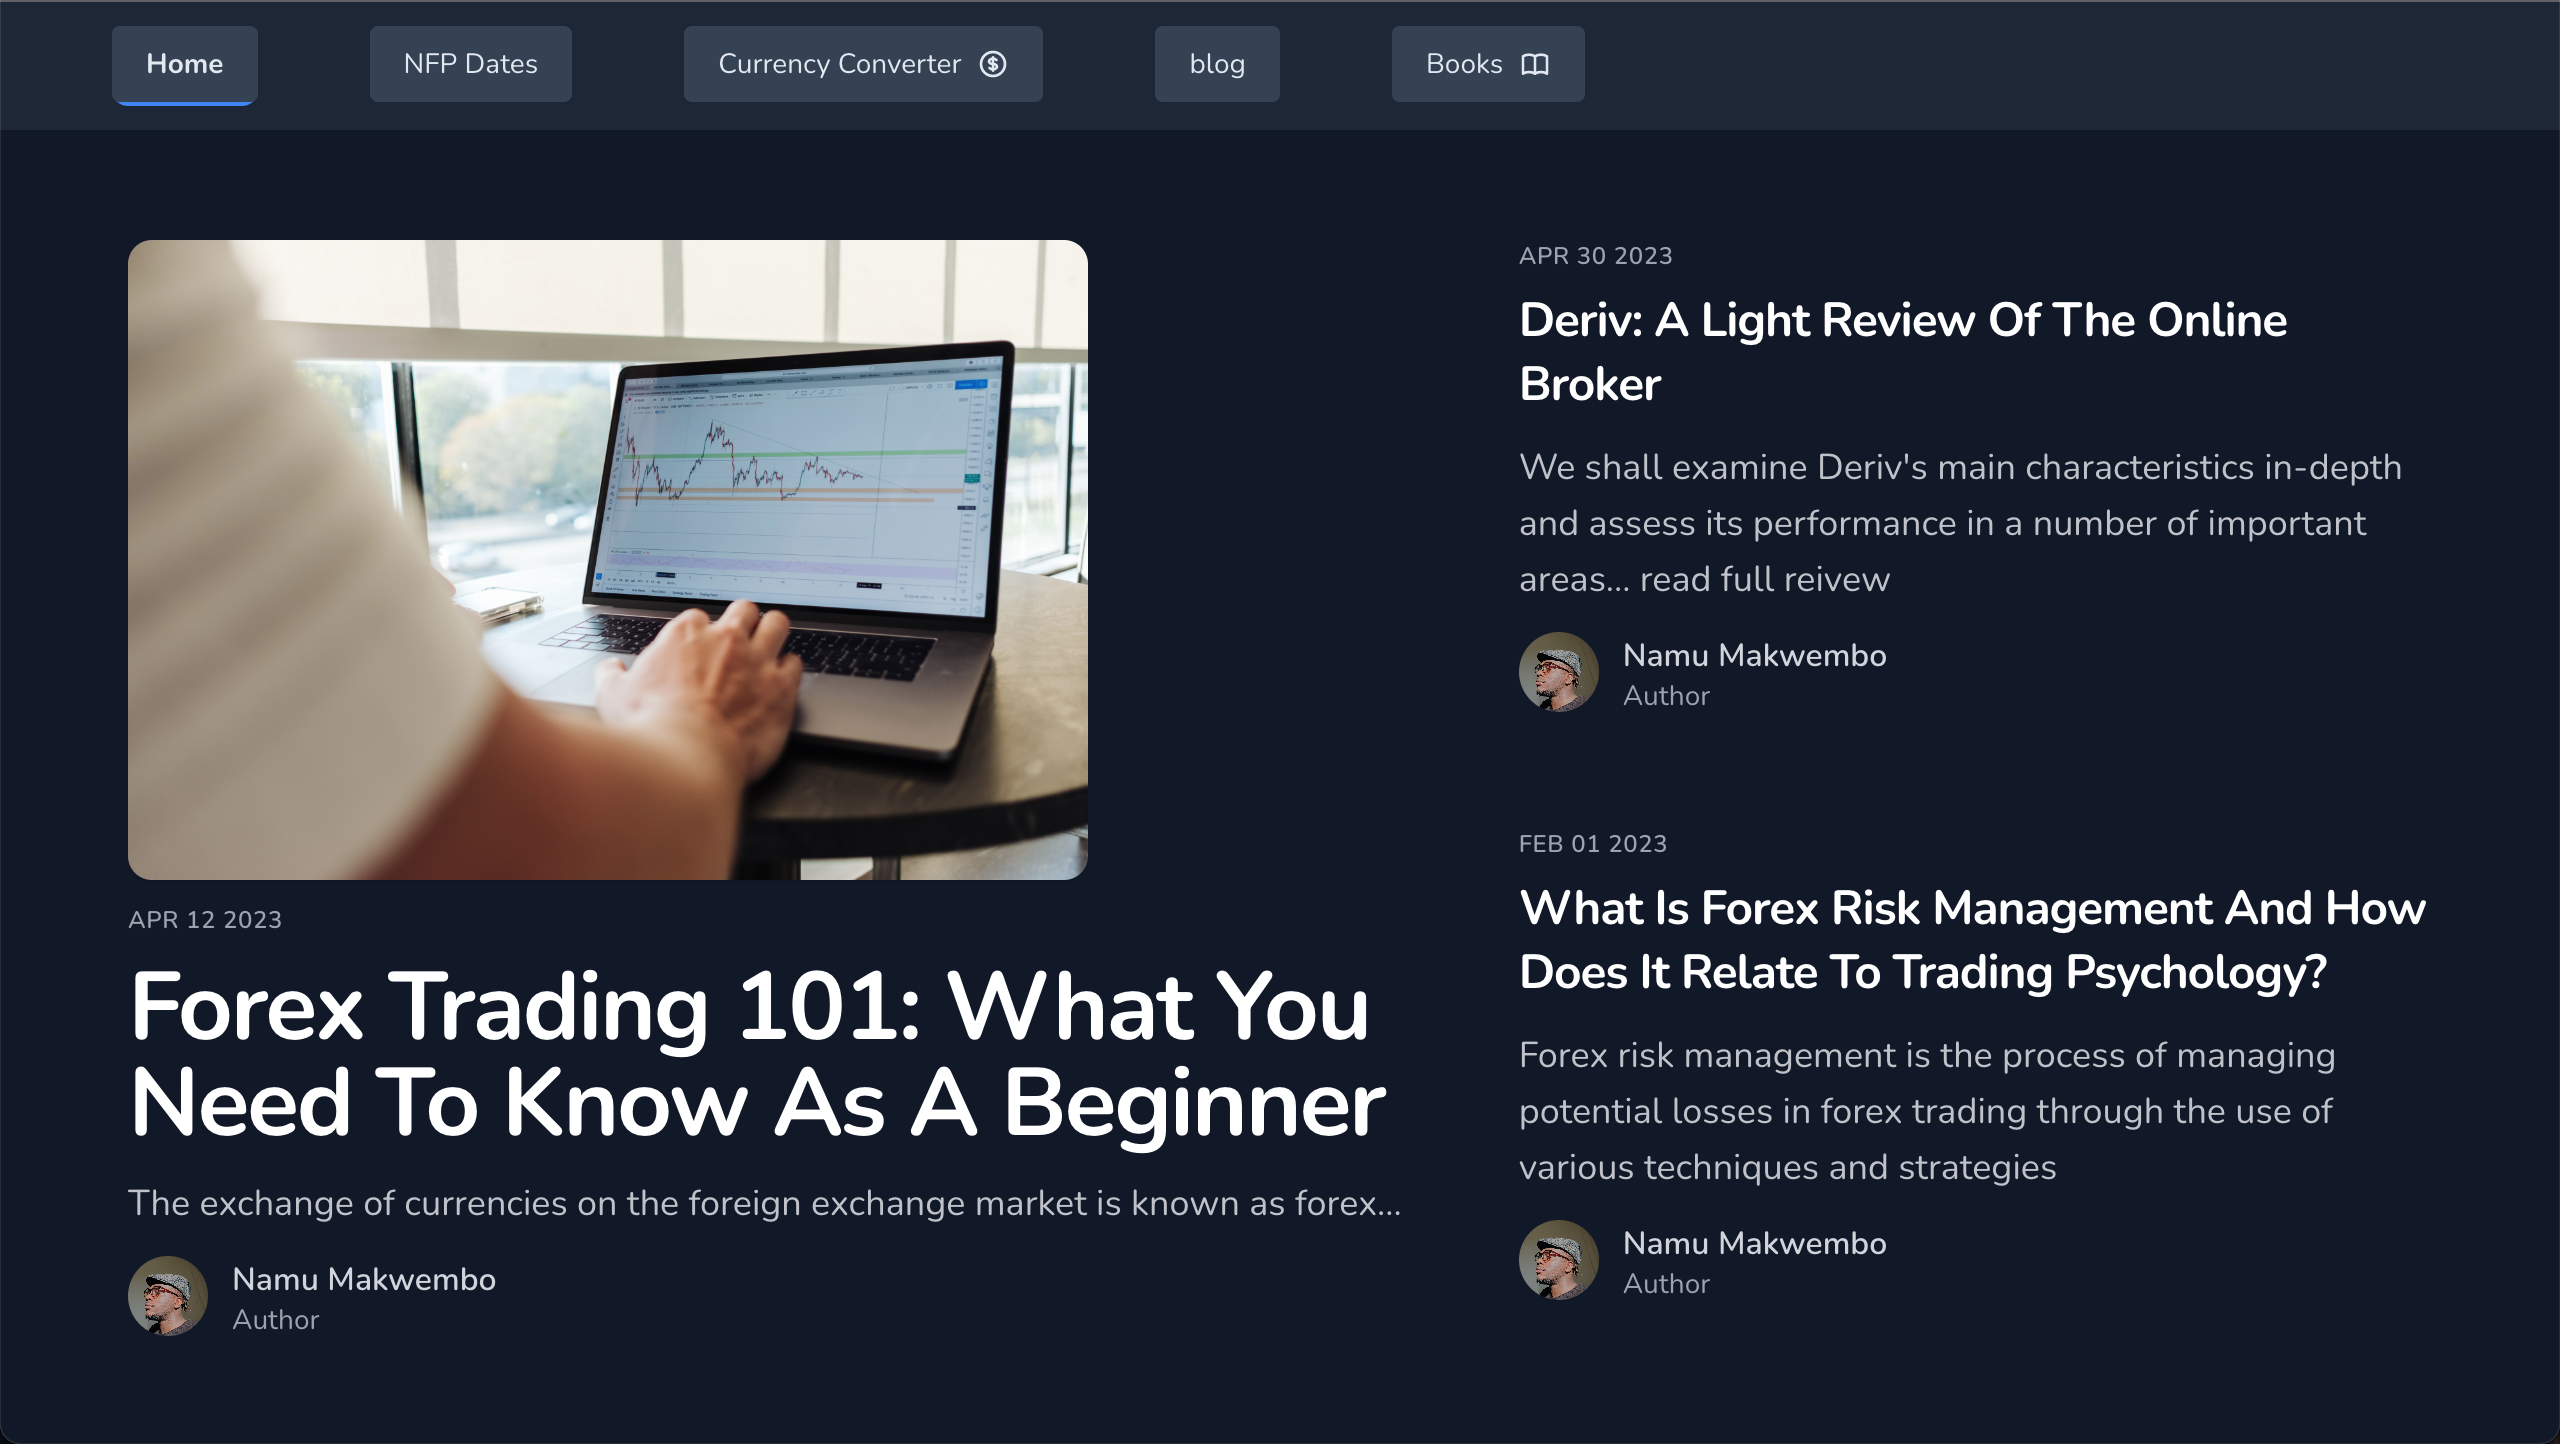 Home
NFP Dates
Currency Converter
blog
Books
APR 12 2023
Forex Trading 101: What You
Need To Know As A Beginner
The exchange of currencies on the foreign exchange market is known as forex...
Namu Makwembo
Author
APR 30 2023
Deriv: A Light Review Of The Online
Broker
We shall examine Deriv's main characteristics in-depth
and assess its performance in a number of important
areas... read full reivew
Namu Makwembo
Author
FEB 01 2023
What Is Forex Risk Management And How
Does It Relate To Trading Psychology?
Forex risk management is the process of managing
potential losses in forex trading through the use of
various techniques and strategies
Namu Makwembo
Author